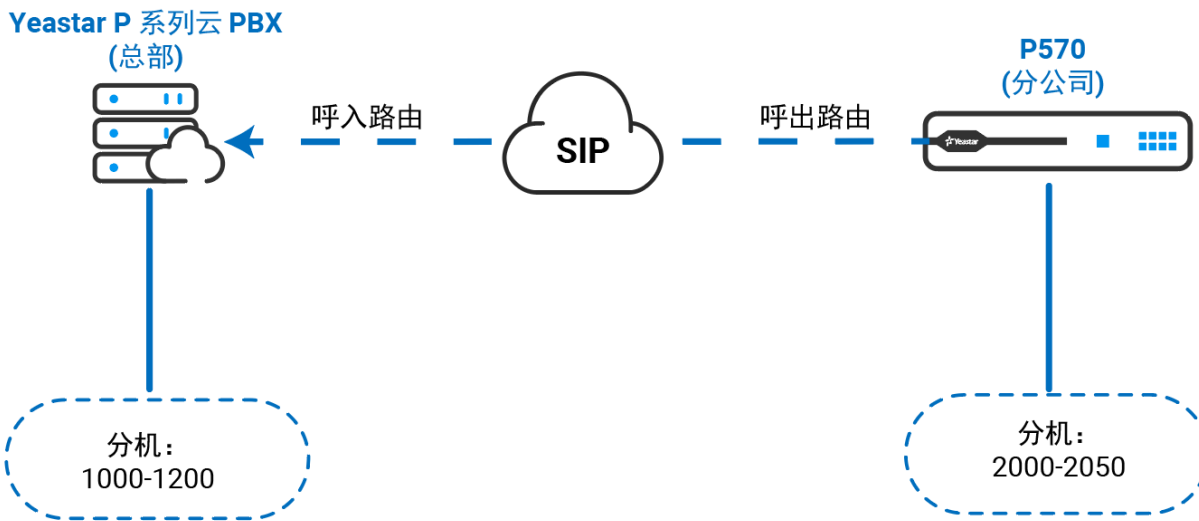 Yeastar P 系列云 PBX
(总部)
P570
(分公司)
呼入路由
SIP
呼出路由
Yeastar
分机：
1000-1200
分机：
2000-2050